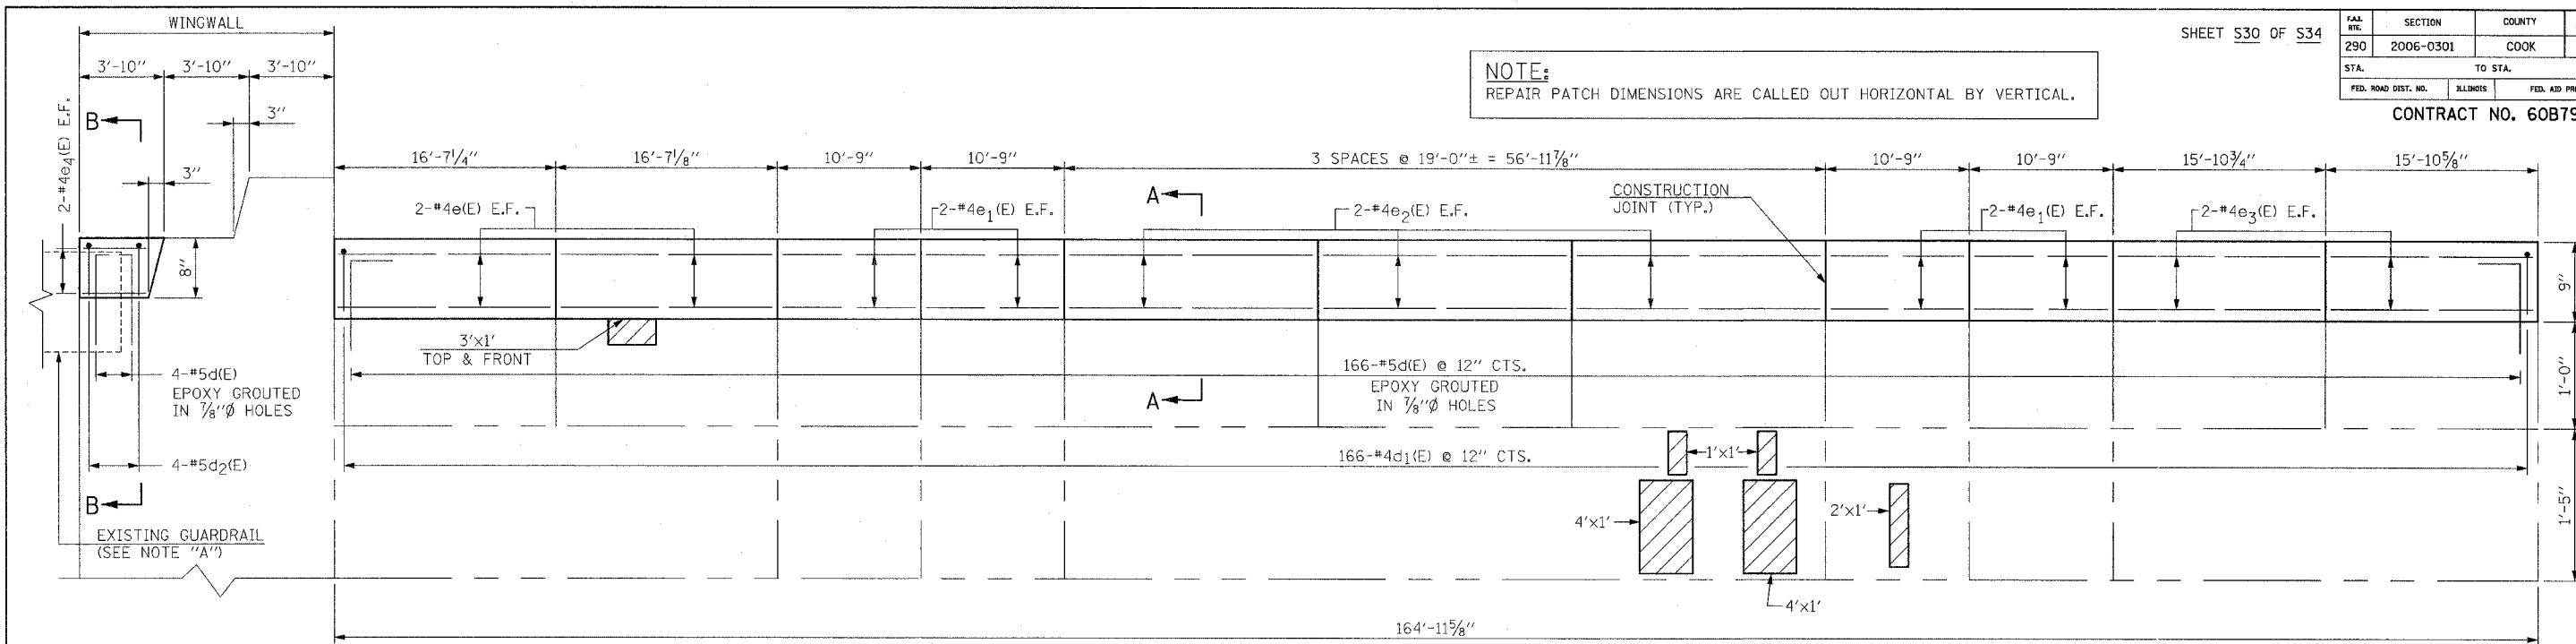 WINGWALL
SHEET S30 OF S34
F.A.I. RTE.
SECTION
COUNTY
290
2006-0301
COOK
STA.
TO STA.
FED. ROAD DIST. NO.
ILLINOIS
FED. AID
CONTRACT NO. 60B79
NOTE:
REPAIR PATCH DIMENSIONS ARE CALLED OUT HORIZONTAL BY VERTICAL.
3'-10"
3'-10"
3'-10"
2-#4e4(E) E.F.
B
3"
3"
8"
16'-7 1/4"
16'-7 1/8"
10'-9"
10'-9"
3 SPACES @ 19'-0"± = 56'-11 7/8"
10'-9"
10'-9"
15'-10 3/4"
15'-10 5/8"
A
CONSTRUCTION
JOINT (TYP.)
2-#4e(E) E.F.
2-#4e1(E) E.F.
2-#4e2(E) E.F.
2-#4e1(E) E.F.
2-#4e3(E) E.F.
9"
3'x1'
TOP & FRONT
4-#5d(E)
EPOXY GROUTED
IN 7/8"Ø HOLES
166-#5d(E) @ 12" CTS.
EPOXY GROUTED
IN 7/8"Ø HOLES
A
1'-0"
4-#5d2(E)
166-#4d1(E) @ 12" CTS.
1'x1'
B
4'x1'
2'x1'
1'-5"
EXISTING GUARDRAIL
(SEE NOTE "A")
4'x1'
164'-11 5/8"